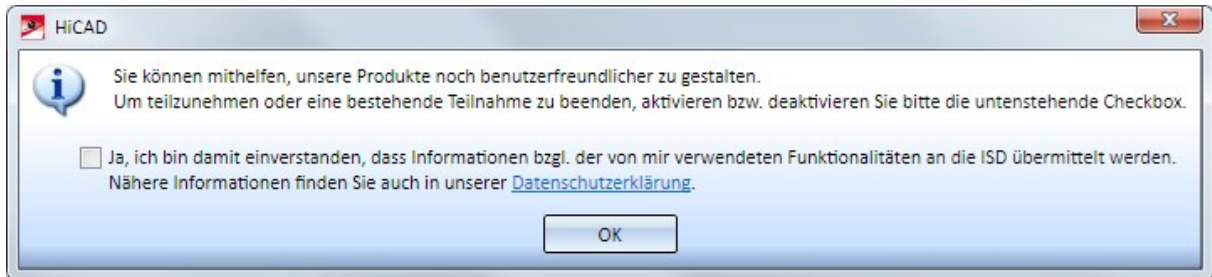 HiCAD
Sie können mithelfen, unsere Produkte noch benutzerfreundlicher zu gestalten.
Um teilzunehmen oder eine bestehende Teilnahme zu beenden, aktivieren bzw. deaktivieren Sie bitte die untenstehende Checkbox.
Ja, ich bin damit einverstanden, dass Informationen bzgl. der von mir verwendeten Funktionalitäten an die ISD übermittelt werden.
Nähere Informationen finden Sie auch in unserer Datenschutzerklärung.
OK